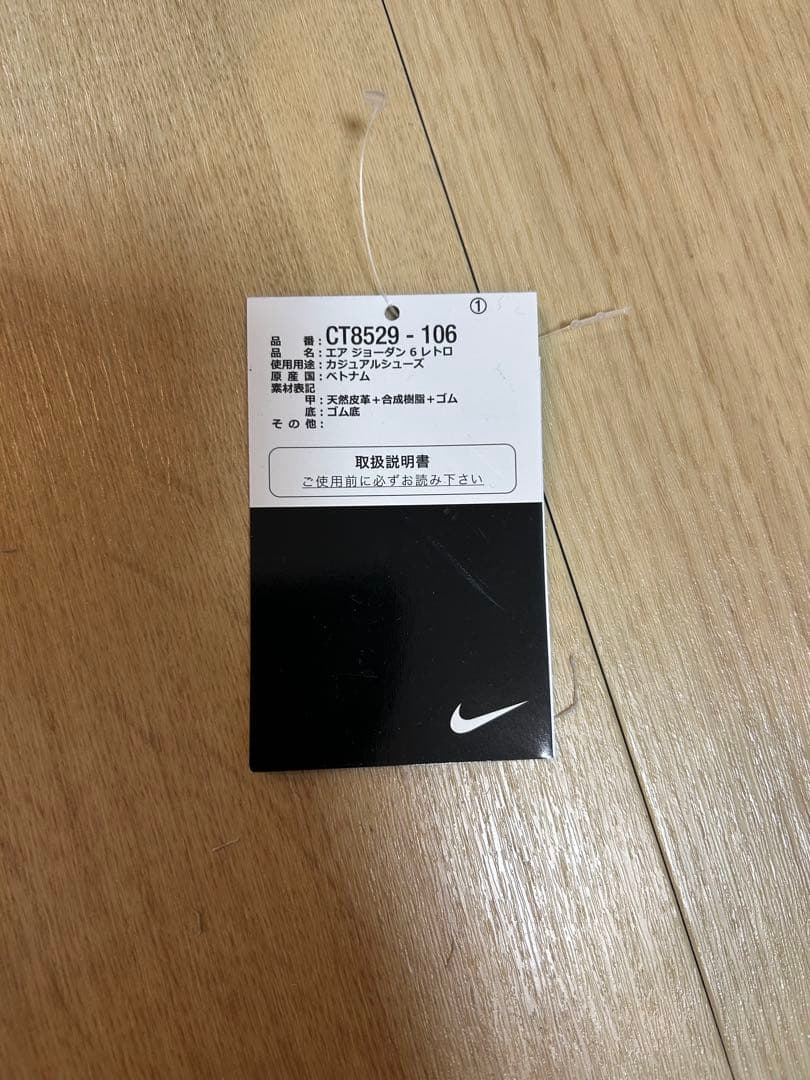 ①
品 番：CT8529 - 106
品 名：エア ジョーダン 6 レトロ
使用用途：カジュアルシューズ
原 産 国：ベトナム
素材表記
甲：天然皮革＋合成樹脂＋ゴム
底：ゴム底
そ の 他：
取扱説明書
ご使用前に必ずお読み下さい